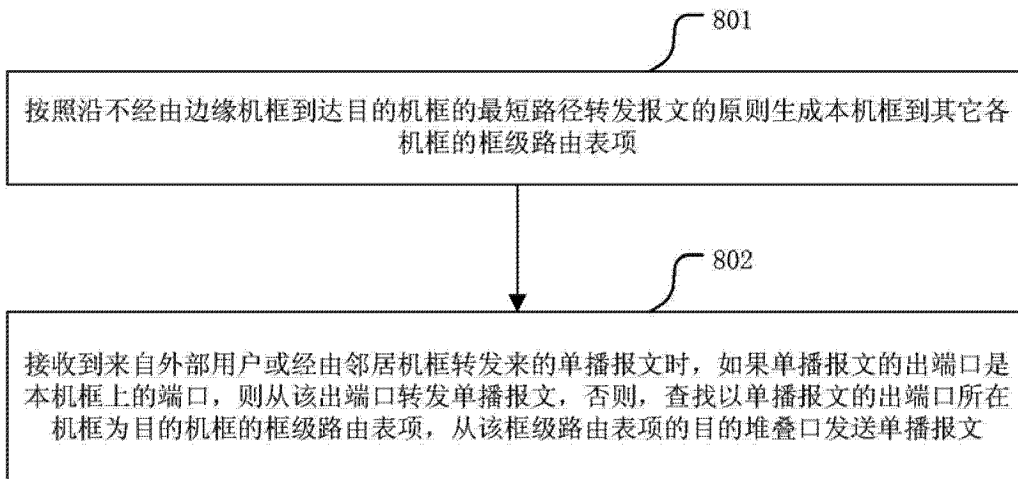 801
按照沿不经由边缘机框到达目的机框的最短路径转发报文的原则生成本机框到其它各
机框的框级路由表项
802
接收到来自外部用户或经由邻居机框转发来的单播报文时，如果单播报文的出端口是
本机框上的端口，则从该出端口转发单播报文，否则，查找以单播报文的出端口所在
机框为目的机框的框级路由表项，从该框级路由表项的目的堆叠口发送单播报文